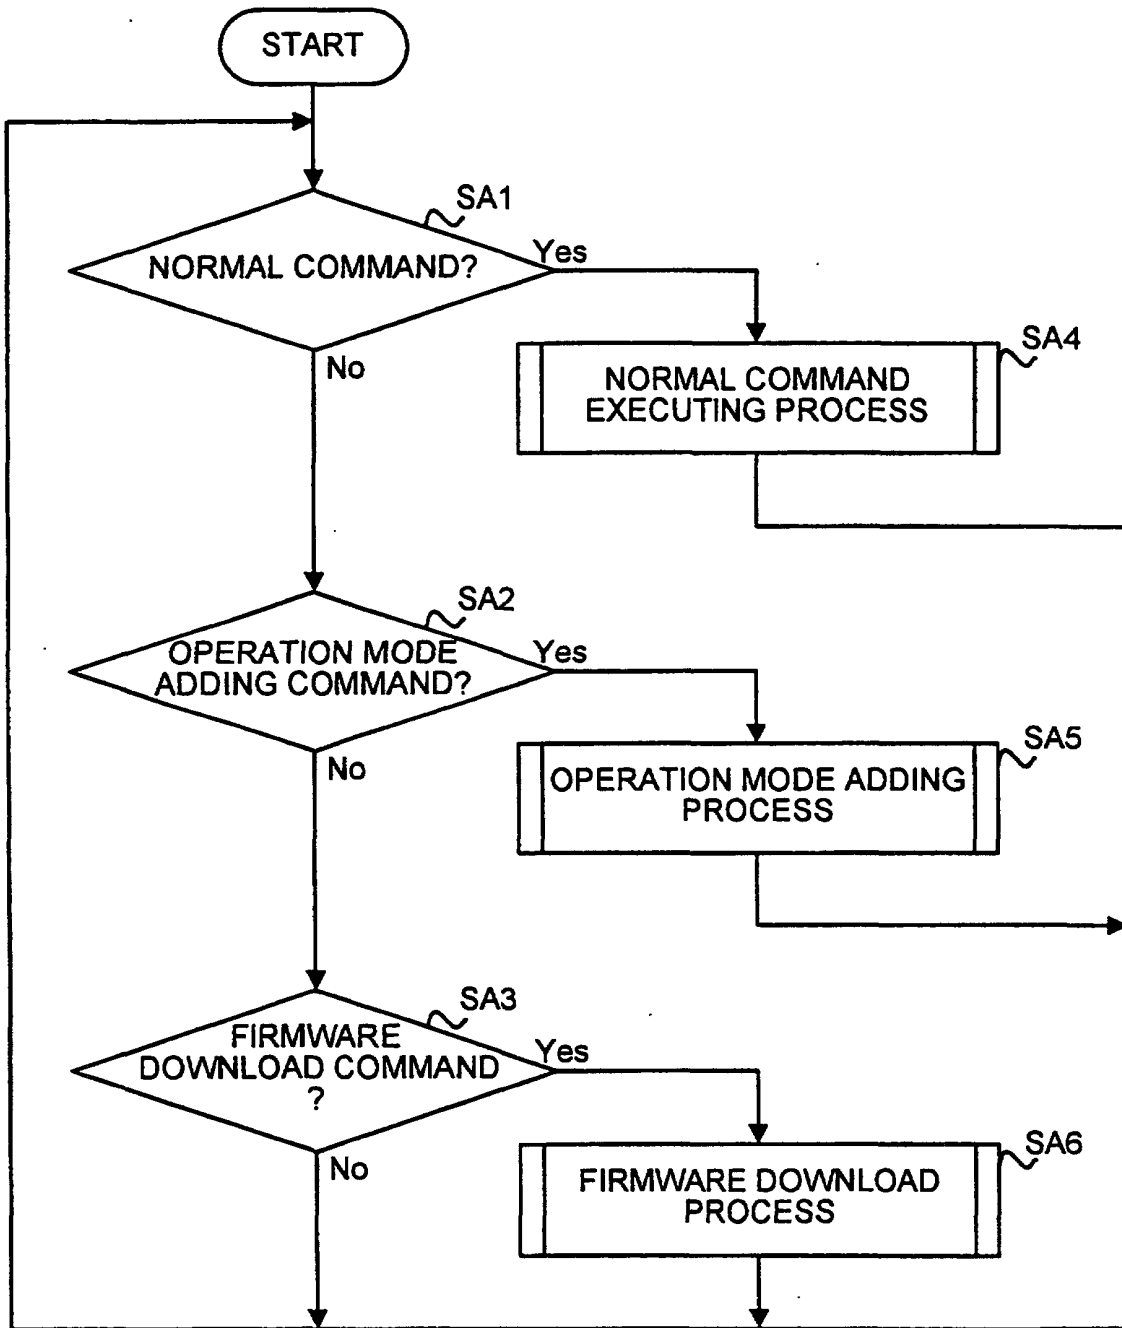 START
SA1
NORMAL COMMAND?
Yes
No
SA4
NORMAL COMMAND
EXECUTING PROCESS
SA2
OPERATION MODE
ADDING COMMAND?
Yes
No
SA5
OPERATION MODE ADDING
PROCESS
SA3
FIRMWARE
DOWNLOAD COMMAND
?
Yes
No
SA6
FIRMWARE DOWNLOAD
PROCESS